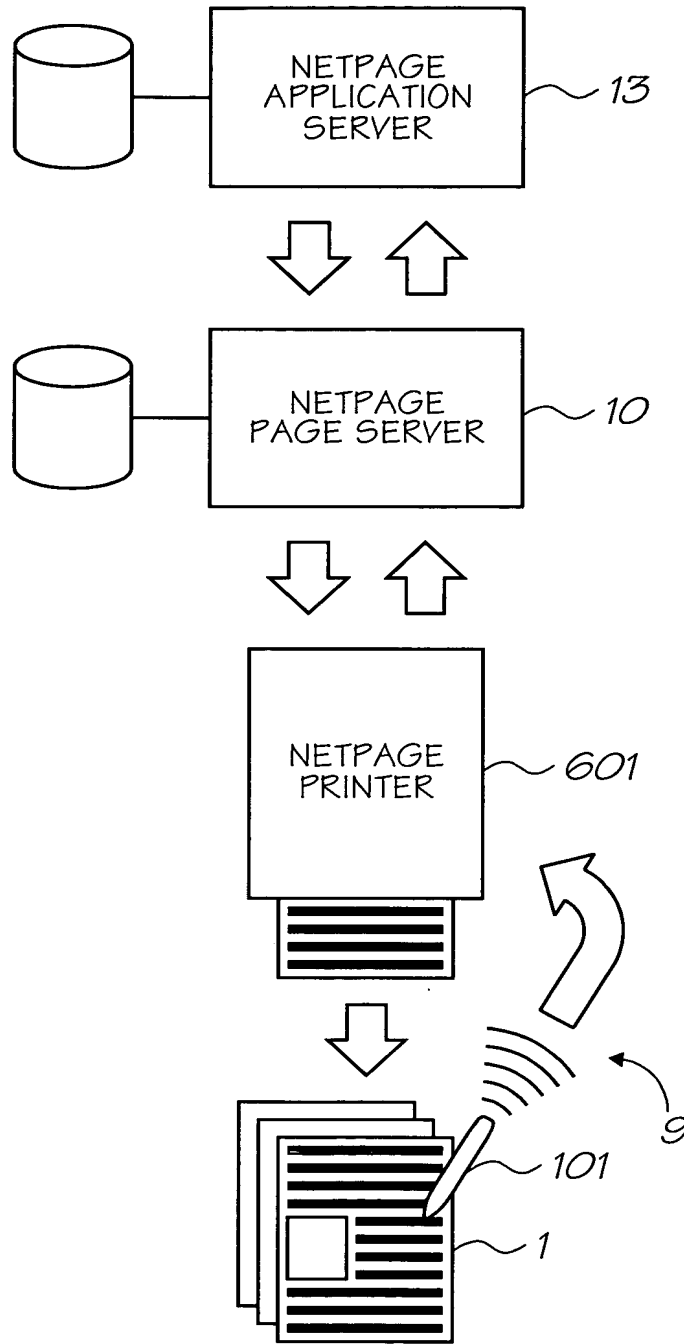 NETPAGE
APPLICATION
SERVER
13
NETPAGE
PAGE SERVER
10
NETPAGE
PRINTER
601
9
101
1